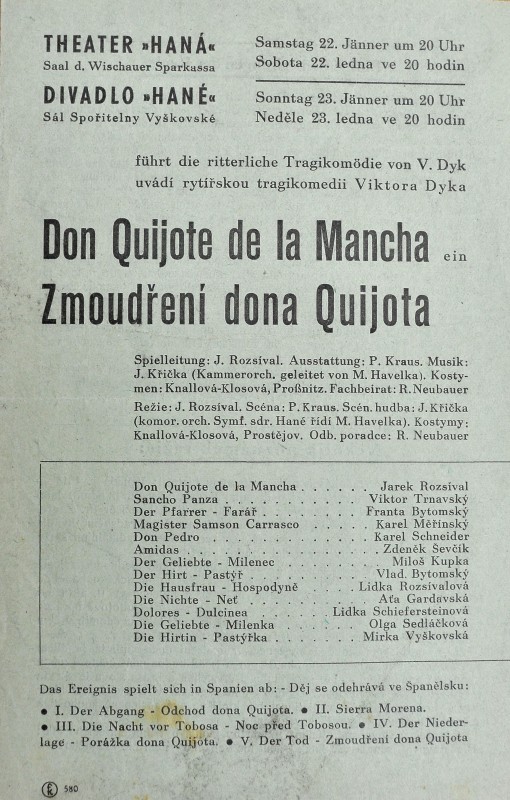 THEATER »HANÁ«
Saal d. Wischauer Sparkassa
DIVADLO »HANÉ«
Sál Spořitelny Vyškovské
Samstag 22. Jänner um 20 Uhr
Sobota 22. ledna ve 20 hodin
Sonntag 23. Jänner um 20 Uhr
Neděle 23. ledna ve 20 hodin
führt die ritterliche Tragikomödie von V. Dyk
uvádí rytířskou tragikomedii Viktora Dyka
Don Quijote de la Mancha ein
Zmoudření dona Quijota
Spielleitung: J. Rozsíval. Ausstattung: P. Kraus. Musik:
J. Křička (Kammerorch. geleitet von M. Havelka). Kosty-
men: Knallová-Klosová, Proßnitz. Fachbeirat: R. Neubauer
Režie: J. Rozsíval. Scéna: P. Kraus. Scén. hudba: J. Křička
(komor. orch. Symf. sdr. Hané řídí M. Havelka). Kostymy:
Knallová-Klosová, Prostějov. Odb. poradce: R. Neubauer
Don Quijote de la Mancha . . . . . . Jarek Rozsíval
Sancho Panza . . . . . . . . . . . Viktor Trnavský
Der Pfarrer - Farář . . . . . . . . Franta Bytomský
Magister Samson Carrasco . . . . . Karel Měřínský
Don Pedro . . . . . . . . . . . . . Karel Schneider
Amidas . . . . . . . . . . . . . . . Zdeněk Sevčík
Der Geliebte - Milenec . . . . . . . . Miloš Kupka
Der Hirt - Pastýř . . . . . . . . . Vlad. Bytomský
Die Hausfrau - Hospodyně . . . . Lidka Rozsívalová
Die Nichte - Neť . . . . . . . . . . Aťa Gardavská
Dolores - Dulcinea . . . . . . Lidka Schiefersteinová
Die Geliebte - Milenka . . . . . . . Olga Sedláčková
Die Hirtin - Pastýřka . . . . . . . Mirka Vyškovská
Das Ereignis spielt sich in Spanien ab: - Děj se odehrává ve Španělsku:
● I. Der Abgang - Odchod dona Quijota. ● II. Sierra Morena.
● III. Die Nacht vor Tobosa - Noc před Tobosou. ● IV. Der Nieder-
lage - Porážka dona Quijota. ● V. Der Tod - Zmoudření dona Quijota
580